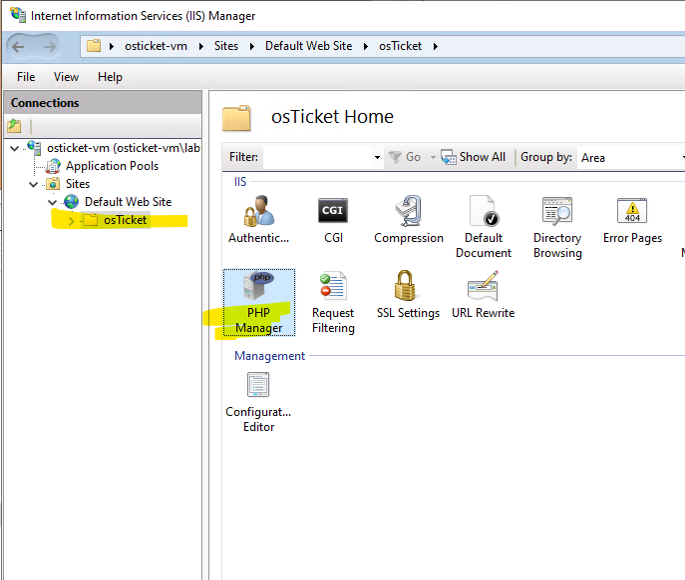 Internet Information Services (IIS) Manager
osticket-vm
Sites
Default Web Site
osTicket
File View Help
Connections
osticket-vm (osticket-vm\lab
Application Pools
Sites
Default Web Site
osTicket
osTicket Home
Filter: Go Show All Group by: Area
IIS
Authentic... CGI Compression Default Directory Error Pages
Document Browsing
php
PHP Request SSL Settings URL Rewrite
Manager Filtering
Management
Configurat...
Editor